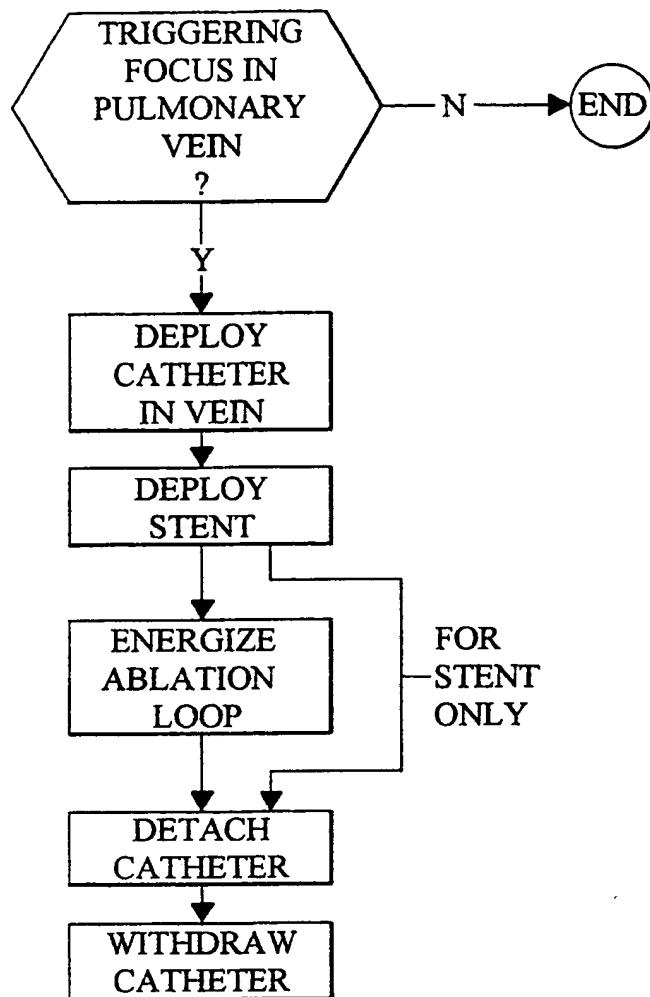 TRIGGERING
FOCUS IN
PULMONARY
VEIN
?
N
END
Y
DEPLOY
CATHETER
IN VEIN
DEPLOY
STENT
ENERGIZE
ABLATION
LOOP
FOR
STENT
ONLY
DETACH
CATHETER
WITHDRAW
CATHETER